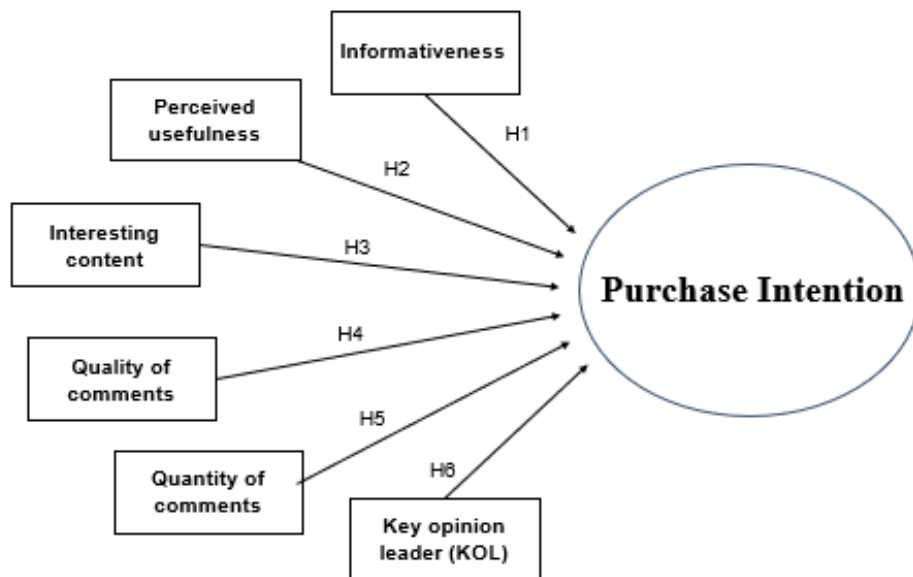 Informativeness
H1
Perceived
usefulness
H2
Interesting
content
H3
Purchase Intention
Quality of
comments
H4
Quantity of
comments
H5
H6
Key opinion
leader (KOL)